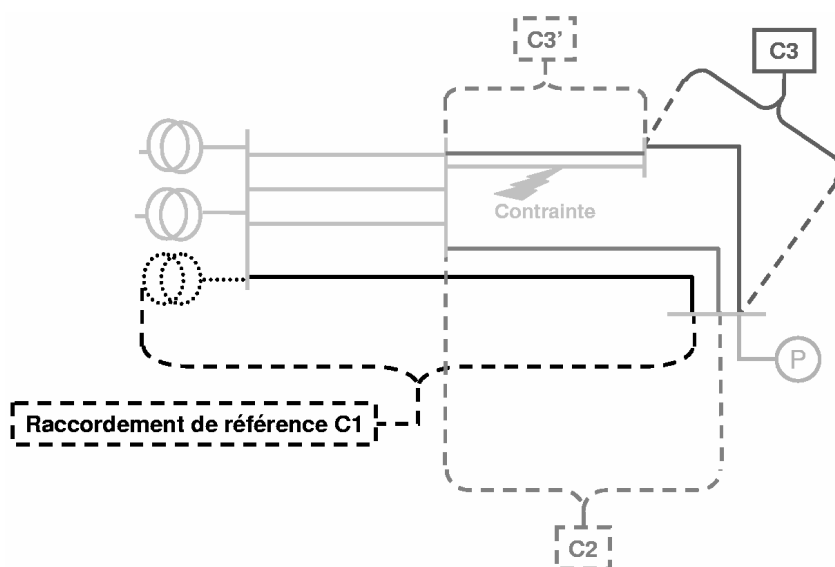 C3’
C3
Contrainte
P
Raccordement de référence C1
C2